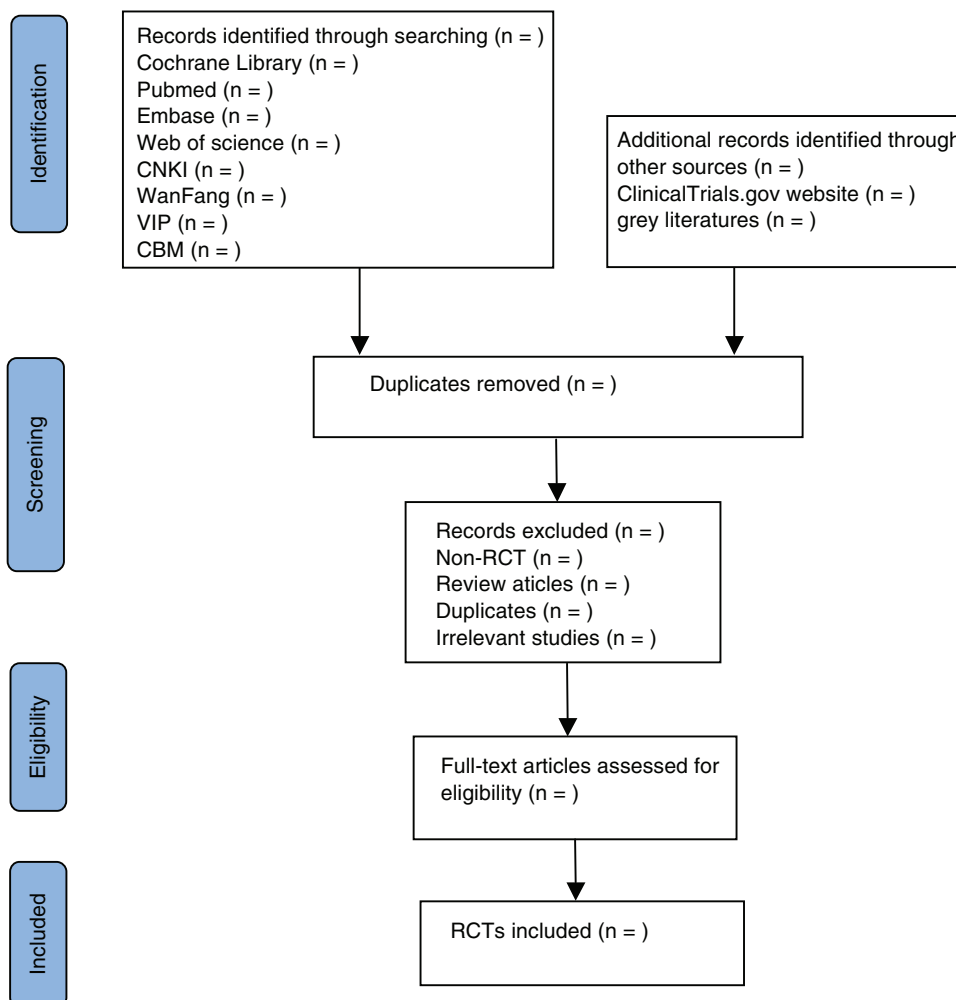 Identification
Records identified through searching (n = )
Cochrane Library (n = )
Pubmed (n = )
Embase (n = )
Web of science (n = )
CNKI (n = )
WanFang (n = )
VIP (n = )
CBM (n = )
Additional records identified through
other sources (n = )
ClinicalTrials.gov website (n = )
grey literatures (n = )
Screening
Duplicates removed (n = )
Records excluded (n = )
Non-RCT (n = )
Review aticles (n = )
Duplicates (n = )
Irrelevant studies (n = )
Eligibility
Full-text articles assessed for
eligibility (n = )
Included
RCTs included (n = )